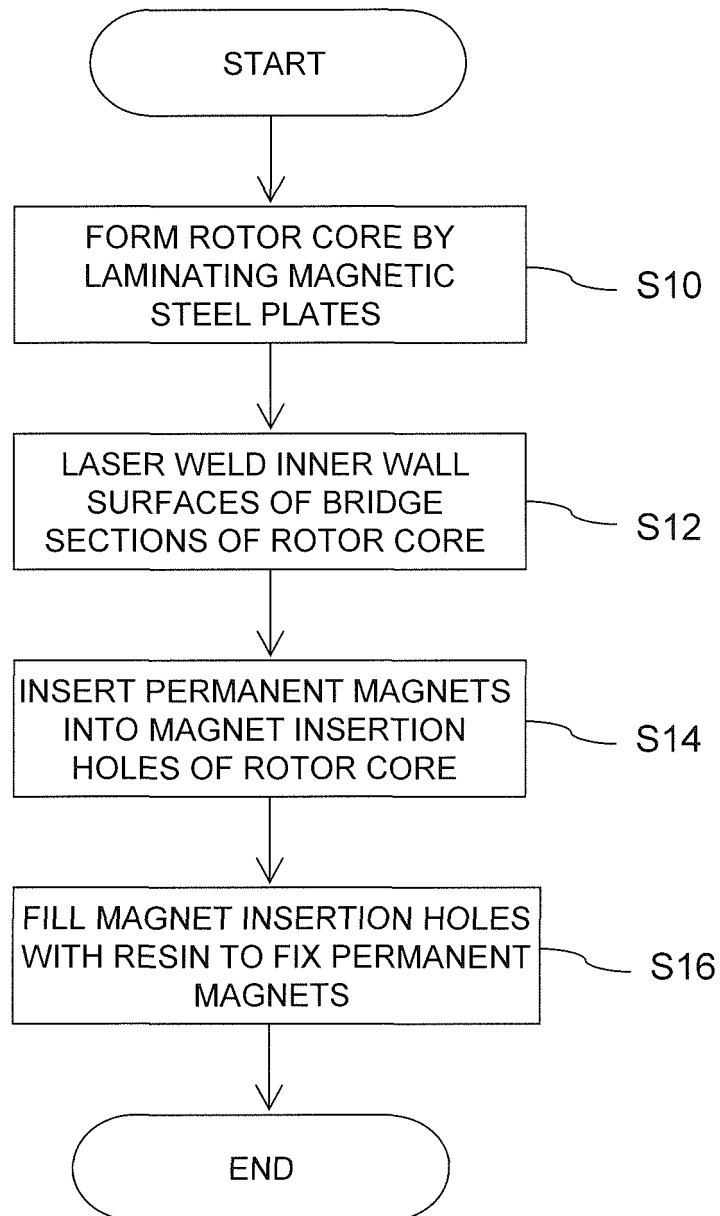 START
FORM ROTOR CORE BY
LAMINATING MAGNETIC
STEEL PLATES
S10
LASER WELD INNER WALL
SURFACES OF BRIDGE
SECTIONS OF ROTOR CORE
S12
INSERT PERMANENT MAGNETS
INTO MAGNET INSERTION
HOLES OF ROTOR CORE
S14
FILL MAGNET INSERTION HOLES
WITH RESIN TO FIX PERMANENT
MAGNETS
S16
END